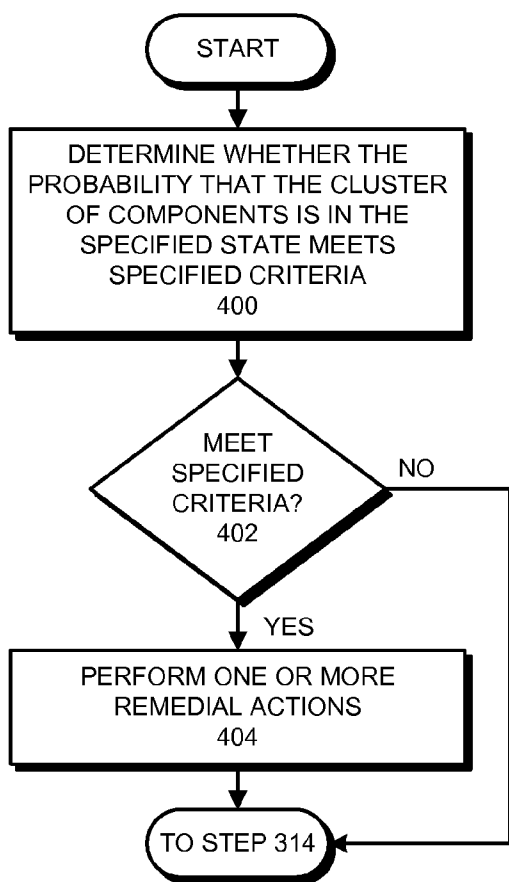 START
DETERMINE WHETHER THE
PROBABILITY THAT THE CLUSTER
OF COMPONENTS IS IN THE
SPECIFIED STATE MEETS
SPECIFIED CRITERIA
400
MEET
SPECIFIED
CRITERIA?
402
NO
YES
PERFORM ONE OR MORE
REMEDIAL ACTIONS
404
TO STEP 314